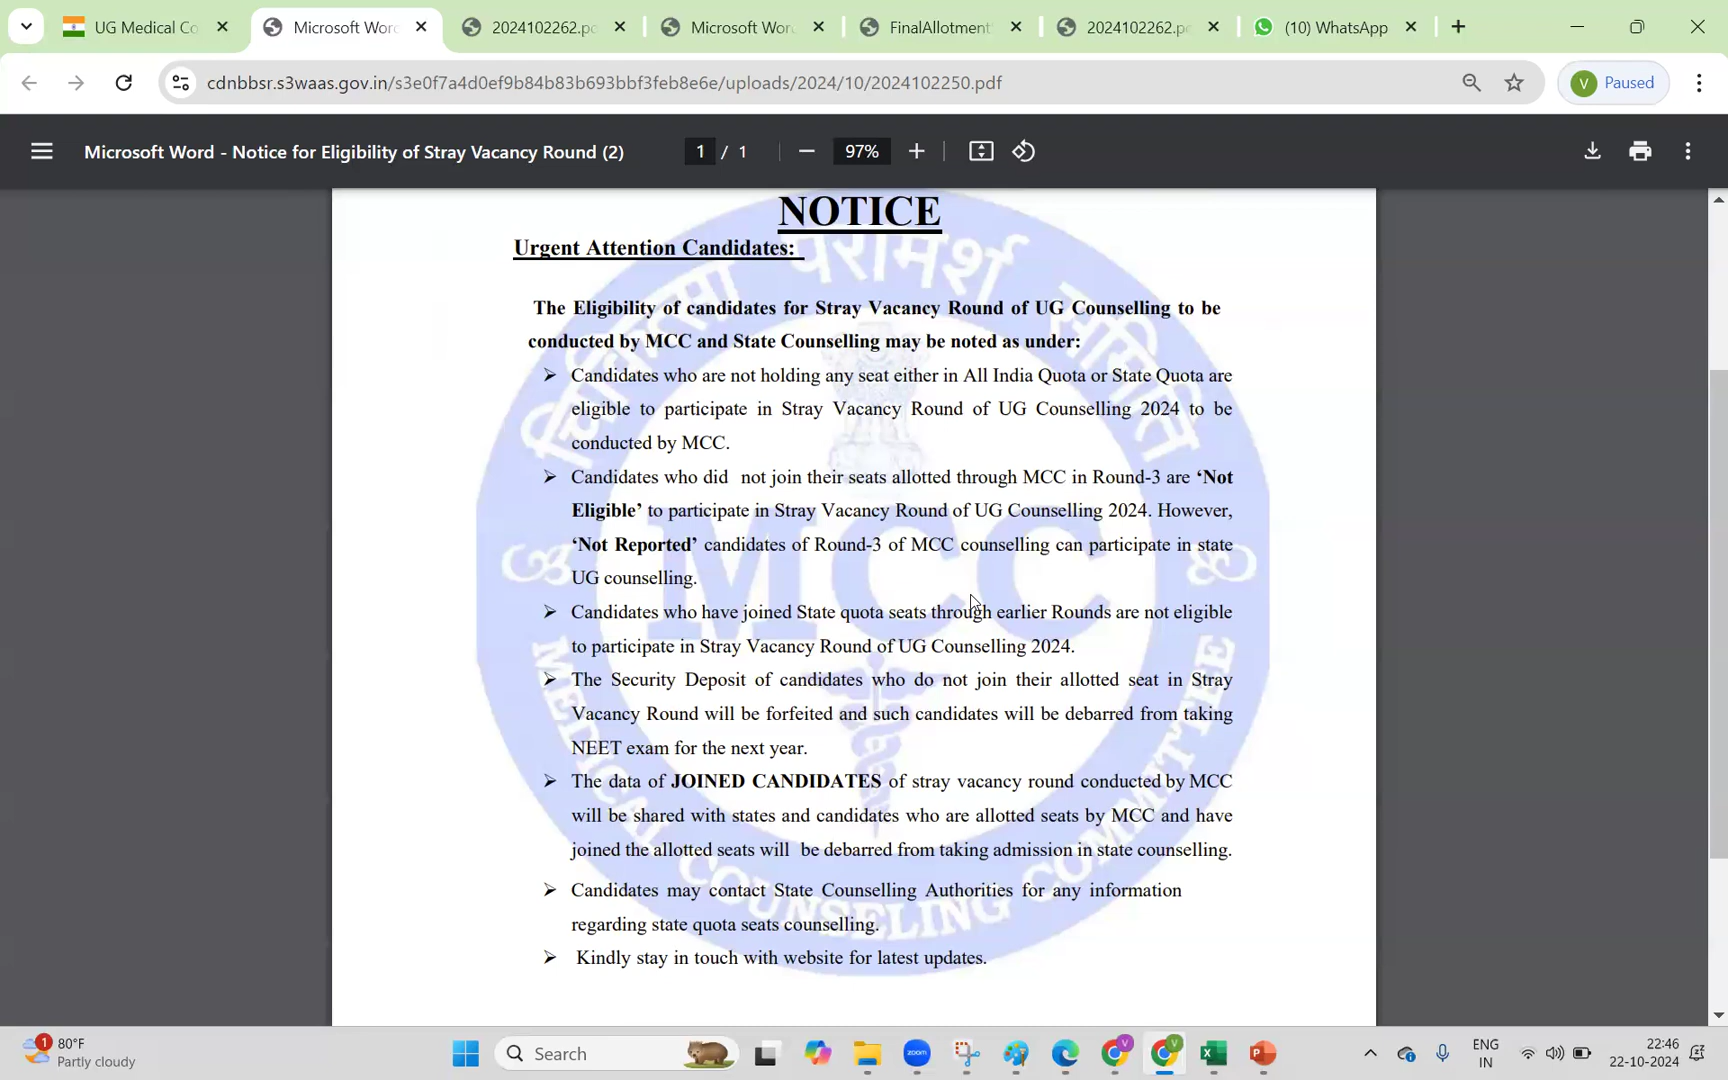 UG Medical Co
Microsoft Wor
2024102262.p
Microsoft Wor
FinalAllotment
2024102262.p
(10) WhatsApp
cdnbbsr.s3waas.gov.in/s3e0f7a4d0ef9b84b83b693bbf3feb8e6e/uploads/2024/10/2024102250.pdf
V Paused
Microsoft Word - Notice for Eligibility of Stray Vacancy Round (2)
1 / 1
97%
NOTICE
Urgent Attention Candidates:
The Eligibility of candidates for Stray Vacancy Round of UG Counselling to be
conducted by MCC and State Counselling may be noted as under:
➢ Candidates who are not holding any seat either in All India Quota or State Quota are
eligible to participate in Stray Vacancy Round of UG Counselling 2024 to be
conducted by MCC.
➢ Candidates who did not join their seats allotted through MCC in Round-3 are ‘Not
Eligible’ to participate in Stray Vacancy Round of UG Counselling 2024. However,
‘Not Reported’ candidates of Round-3 of MCC counselling can participate in state
UG counselling.
➢ Candidates who have joined State quota seats through earlier Rounds are not eligible
to participate in Stray Vacancy Round of UG Counselling 2024.
➢ The Security Deposit of candidates who do not join their allotted seat in Stray
Vacancy Round will be forfeited and such candidates will be debarred from taking
NEET exam for the next year.
➢ The data of JOINED CANDIDATES of stray vacancy round conducted by MCC
will be shared with states and candidates who are allotted seats by MCC and have
joined the allotted seats will be debarred from taking admission in state counselling.
➢ Candidates may contact State Counselling Authorities for any information
regarding state quota seats counselling.
➢ Kindly stay in touch with website for latest updates.
चिकित्सा परामर्श समिति
MCC
MEDICAL COUNSELING COMMITTEE
1
80°F
Partly cloudy
Search
zoom
ENG
IN
22:46
22-10-2024